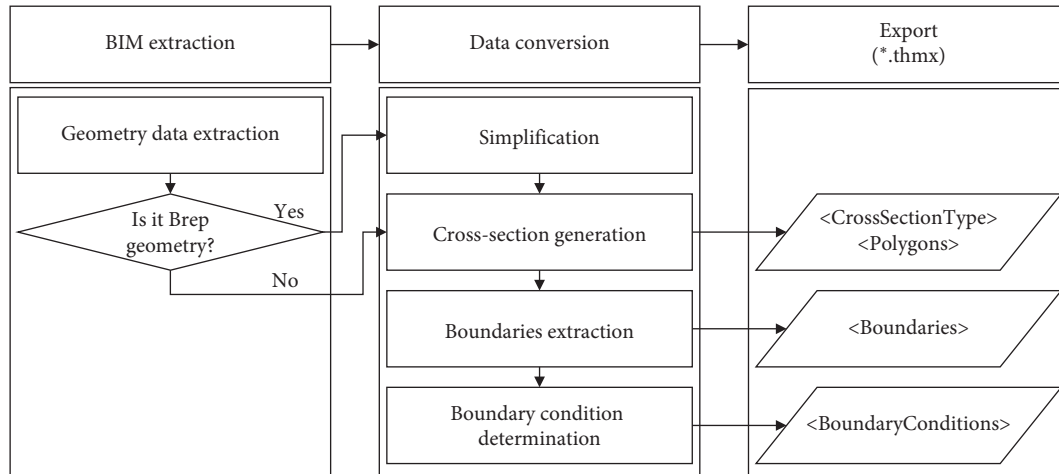 BIM extraction
Data conversion
Export
(*.thmx)
Geometry data extraction
Is it Brep
geometry?
Yes
No
Simplification
Cross-section generation
Boundaries extraction
Boundary condition
determination
<CrossSectionType>
<Polygons>
<Boundaries>
<BoundaryConditions>